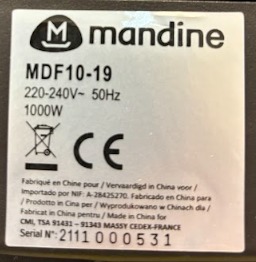 mandine
MDF10-19
220-240V~ 50Hz
1000W
CE
Fabriqué en Chine pour / Vervaardigd in China voor /
Importado por NIF: A-28425270. Fabricado en China para/
/ Prodotto in Cina per / Wyprodukowano w Chinach dla /
Fabricat in China pentru / Made in China for
CMI, TSA 91431 – 91343 MASSY CEDEX-FRANCE
Serial N°: 2111 000531